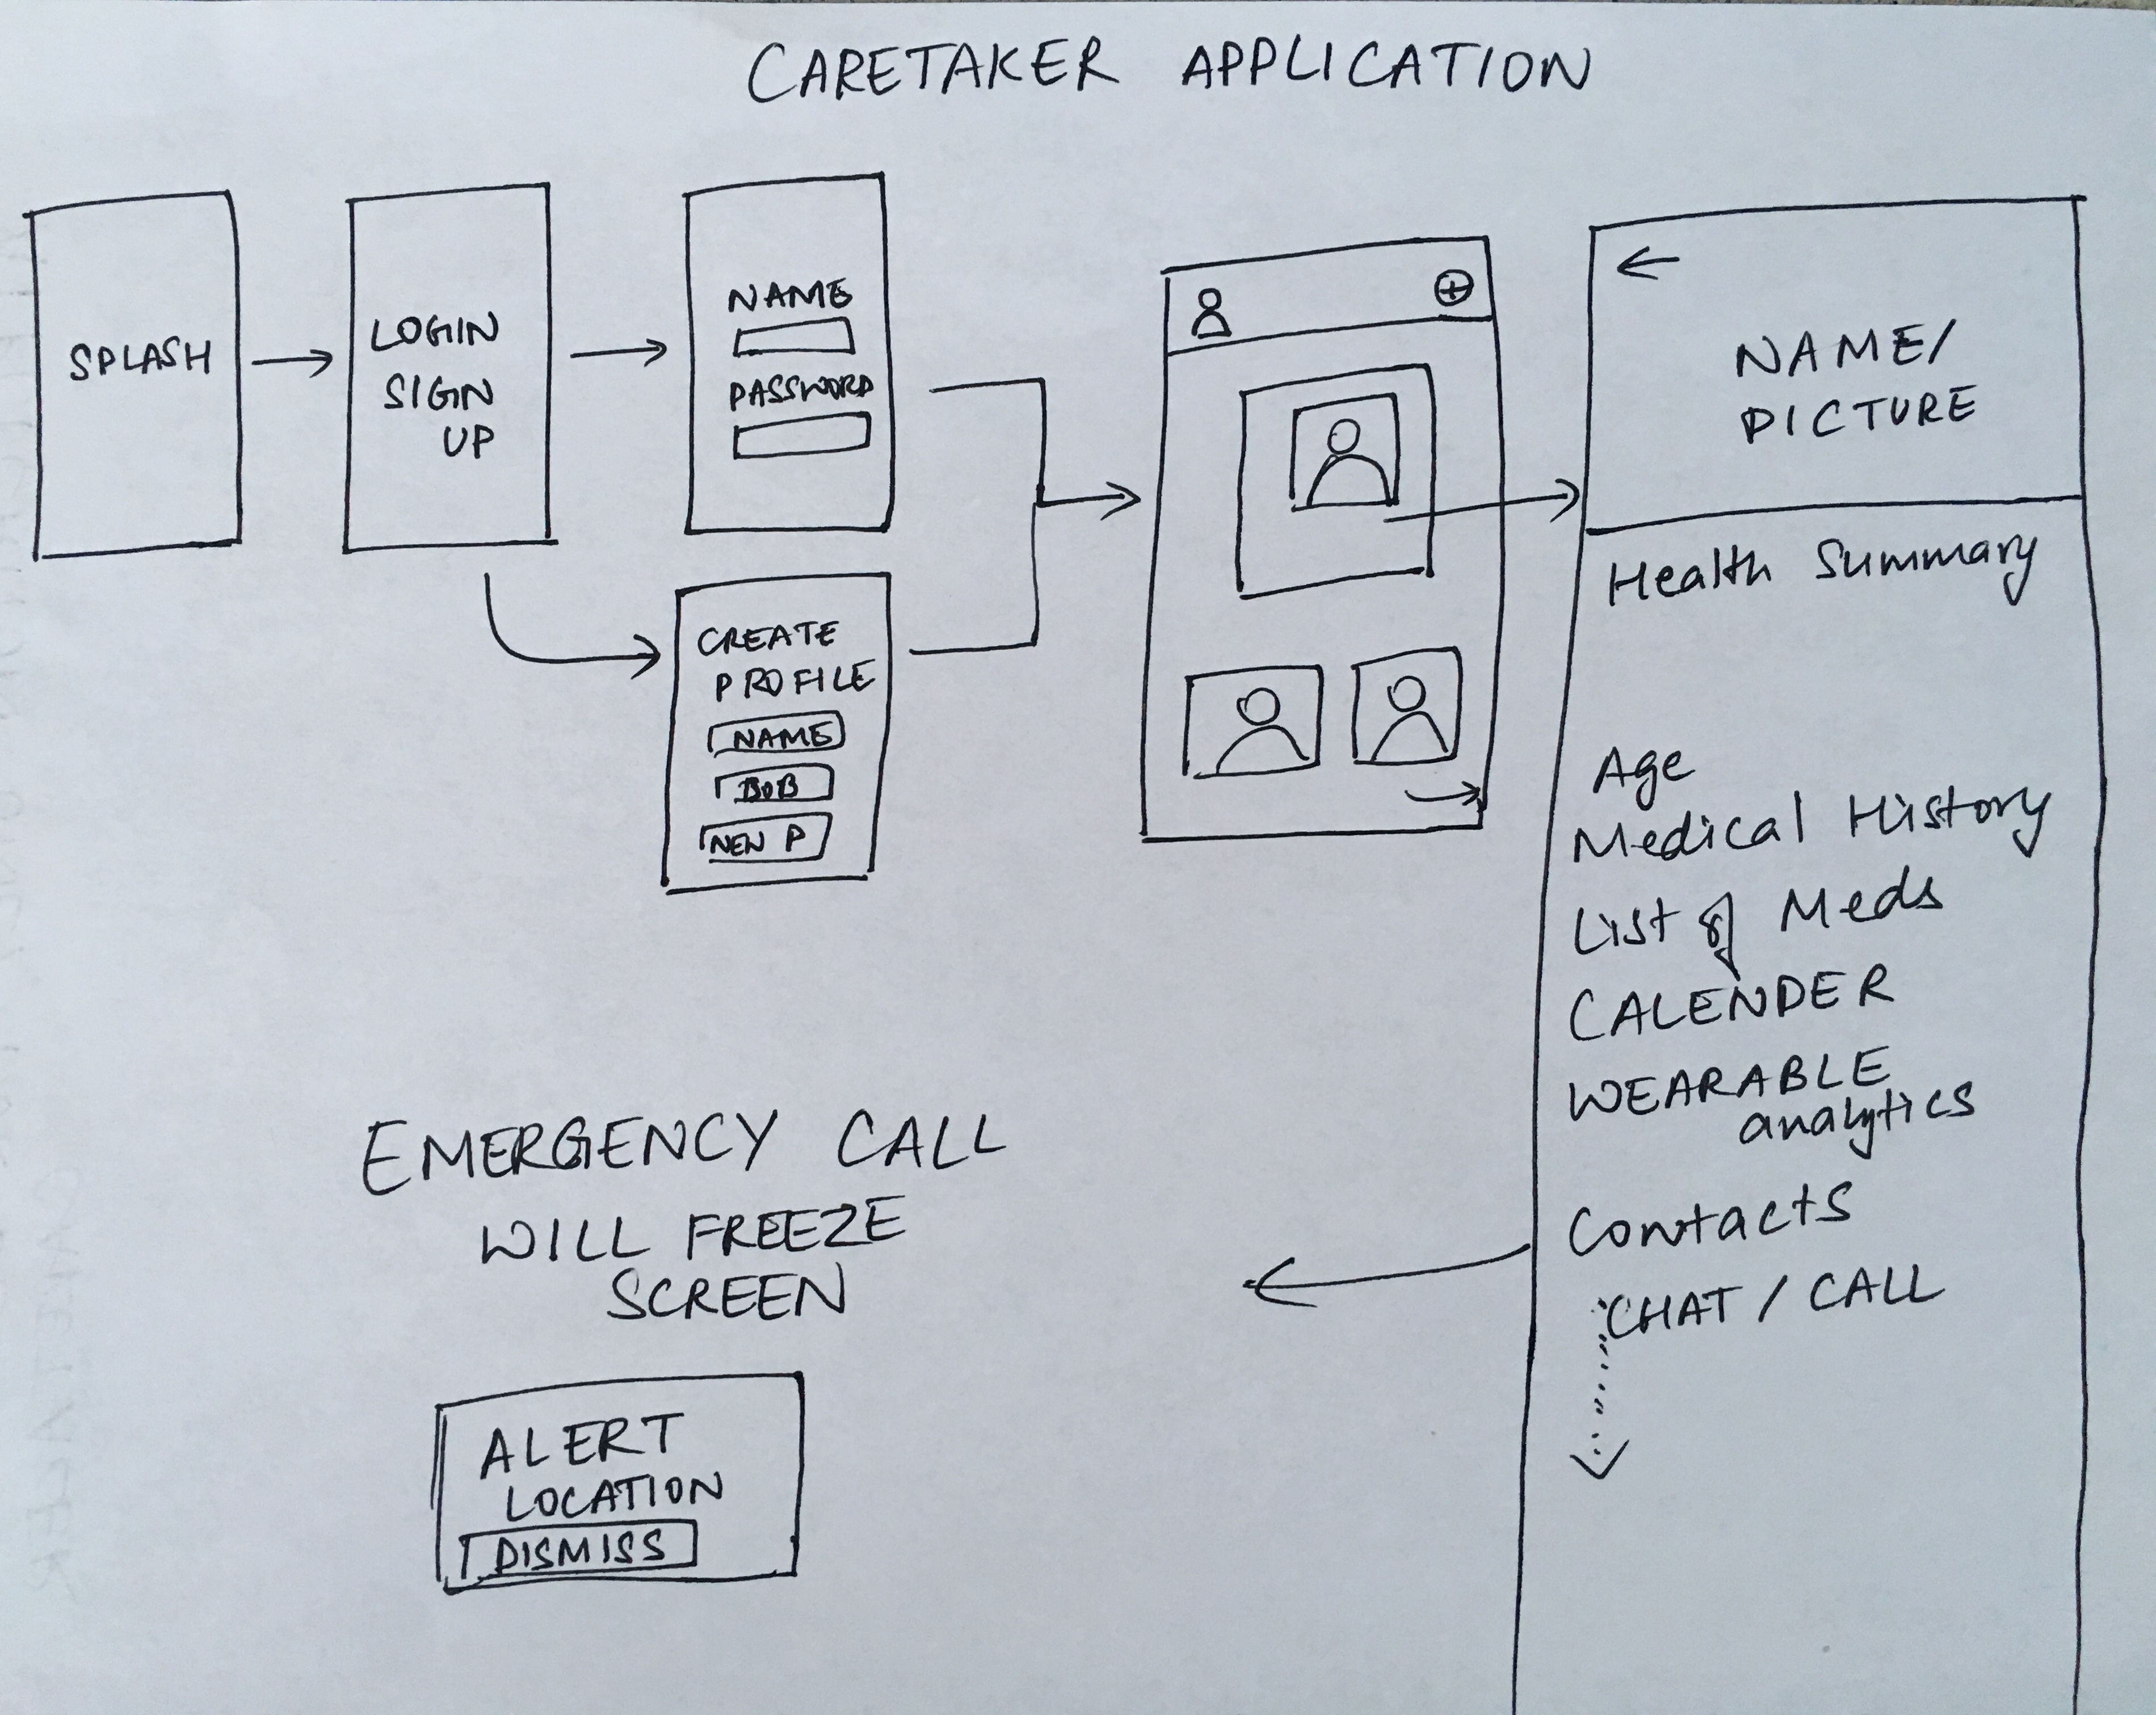 CARETAKER APPLICATION
SPLASH
LOGIN
SIGN
UP
NAME
PASSWORD
CREATE
PROFILE
NAME
BOB
NEW P
NAME/
PICTURE
Health Summary
Age
Medical History
List of Meds
CALENDER
WEARABLE
analytics
Contacts
CHAT / CALL
EMERGENCY CALL
WILL FREEZE
SCREEN
ALERT
LOCATION
DISMISS